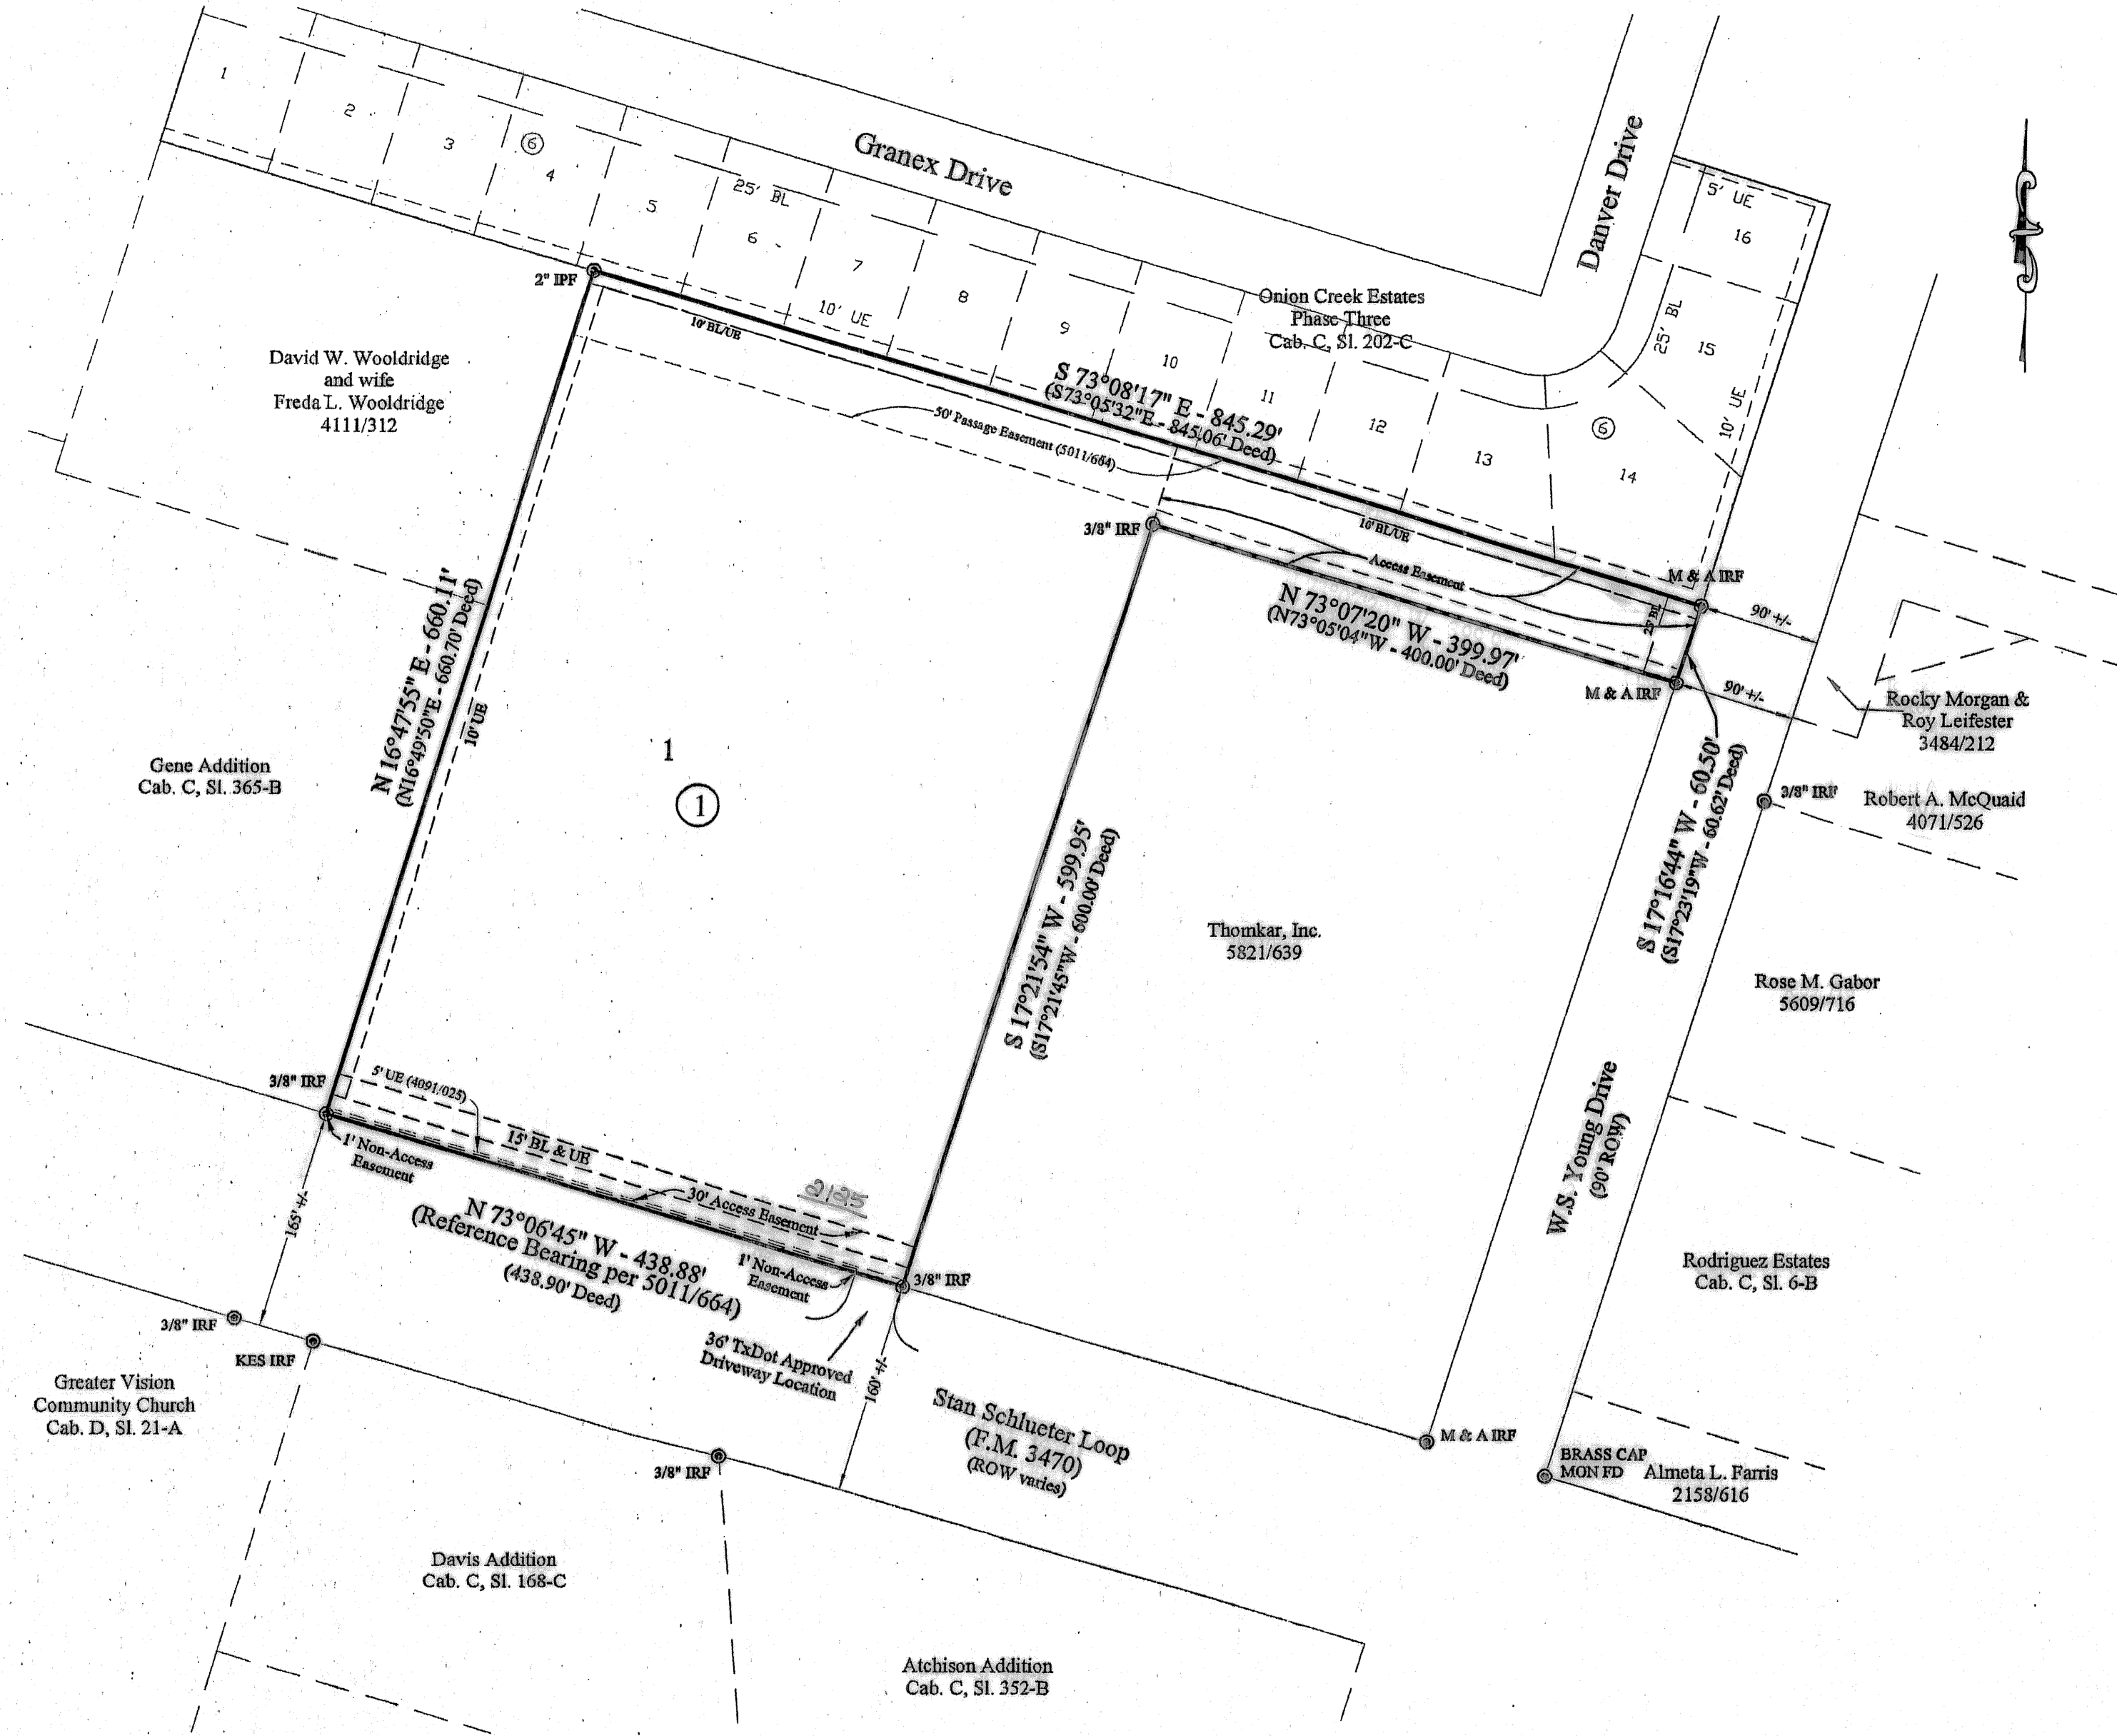 1
2
3
6
4
5
25' BL
6
7
8
9
10
11
12
13
14
6
15
16
5' UE
25' BL
10' UE
10' UE
Granex Drive
Danver Drive
Onion Creek Estates
Phase Three
Cab. C, Sl. 202-C
2" IPF
10' BL/UE
David W. Wooldridge
and wife
Freda L. Wooldridge
4111/312
S 73°08'17" E - 845.29'
(S73°05'32"E - 845.06' Deed)
50' Passage Easement (5011/664)
3/8" IRF
10' BL/UE
Access Easement
M & A IRF
25' BL
90' +/-
N 73°07'20" W - 399.97'
(N73°05'04"W - 400.00' Deed)
M & A IRF
90' +/-
Rocky Morgan &
Roy Leifester
3484/212
3/8" IRF
Robert A. McQuaid
4071/526
N 16°47'55" E - 660.11'
(N16°49'50"E - 660.70' Deed)
10' UE
Gene Addition
Cab. C, Sl. 365-B
1
1
S 17°21'54" W - 599.95'
(S17°21'45"W - 600.00' Deed)
S 17°16'44" W - 60.50'
(S17°23'19"W - 60.62' Deed)
Thomkar, Inc.
5821/639
Rose M. Gabor
5609/716
W.S. Young Drive
(90' ROW)
3/8" IRF
5' UE (4091/025)
15' BL & UE
1' Non-Access
Easement
2125
30' Access Easement
N 73°06'45" W - 438.88'
(Reference Bearing per 5011/664)
(438.90' Deed)
1' Non-Access
Easement
3/8" IRF
165' +/-
36' TxDot Approved
Driveway Location
160' +/-
Rodriguez Estates
Cab. C, Sl. 6-B
3/8" IRF
KES IRF
Greater Vision
Community Church
Cab. D, Sl. 21-A
3/8" IRF
Stan Schlueter Loop
(F.M. 3470)
(ROW varies)
M & A IRF
BRASS CAP
MON FD
Almeta L. Farris
2158/616
Davis Addition
Cab. C, Sl. 168-C
Atchison Addition
Cab. C, Sl. 352-B